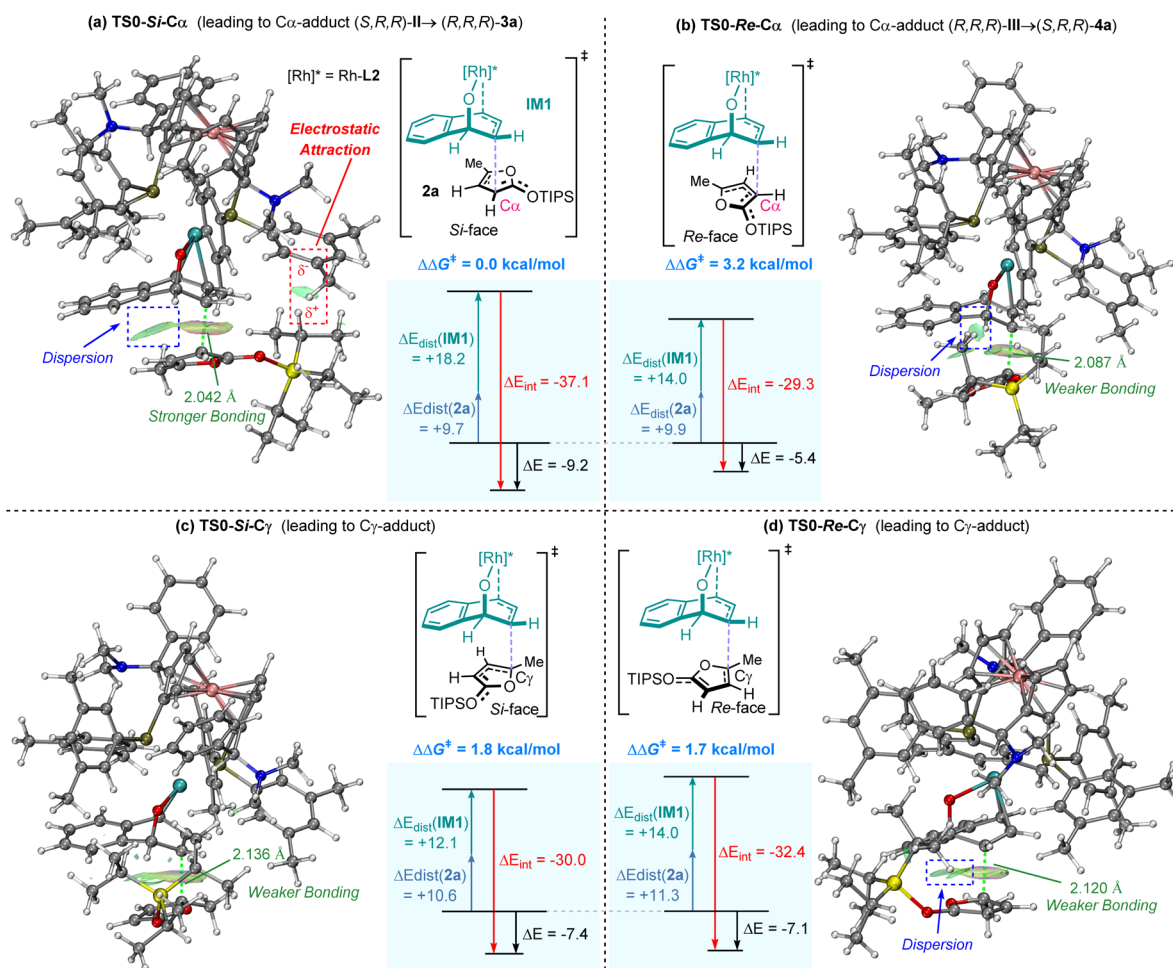 (a) TS0-Si-Cα (leading to Cα-adduct (S,R,R)-II→ (R,R,R)-3a)
[Rh]* = Rh-L2
Electrostatic
Attraction
δ-
δ+
Dispersion
2.042 Å
Stronger Bonding
‡
[Rh]*
O
IM1
H
H
Me
O
2a
H
OTIPS
Cα
H
Si-face
ΔΔG‡ = 0.0 kcal/mol
ΔEdist(IM1)
= +18.2
ΔEint = -37.1
ΔEdist(2a)
= +9.7
ΔE = -9.2
(b) TS0-Re-Cα (leading to Cα-adduct (R,R,R)-III→(S,R,R)-4a)
‡
[Rh]*
O
H
H
H
Me
H
O
Cα
OTIPS
Re-face
ΔΔG‡ = 3.2 kcal/mol
ΔEdist(IM1)
= +14.0
ΔEint = -29.3
ΔEdist(2a)
= +9.9
ΔE = -5.4
Dispersion
2.087 Å
Weaker Bonding
(c) TS0-Si-Cγ (leading to Cγ-adduct)
2.136 Å
Weaker Bonding
‡
[Rh]*
O
H
H
H
Me
H
Cγ
O
TIPSO
Si-face
ΔΔG‡ = 1.8 kcal/mol
ΔEdist(IM1)
= +12.1
ΔEint = -30.0
ΔEdist(2a)
= +10.6
ΔE = -7.4
(d) TS0-Re-Cγ (leading to Cγ-adduct)
‡
[Rh]*
O
H
H
O
Me
Cγ
TIPSO
H
H
Re-face
ΔΔG‡ = 1.7 kcal/mol
ΔEdist(IM1)
= +14.0
ΔEint = -32.4
ΔEdist(2a)
= +11.3
ΔE = -7.1
2.120 Å
Weaker Bonding
Dispersion